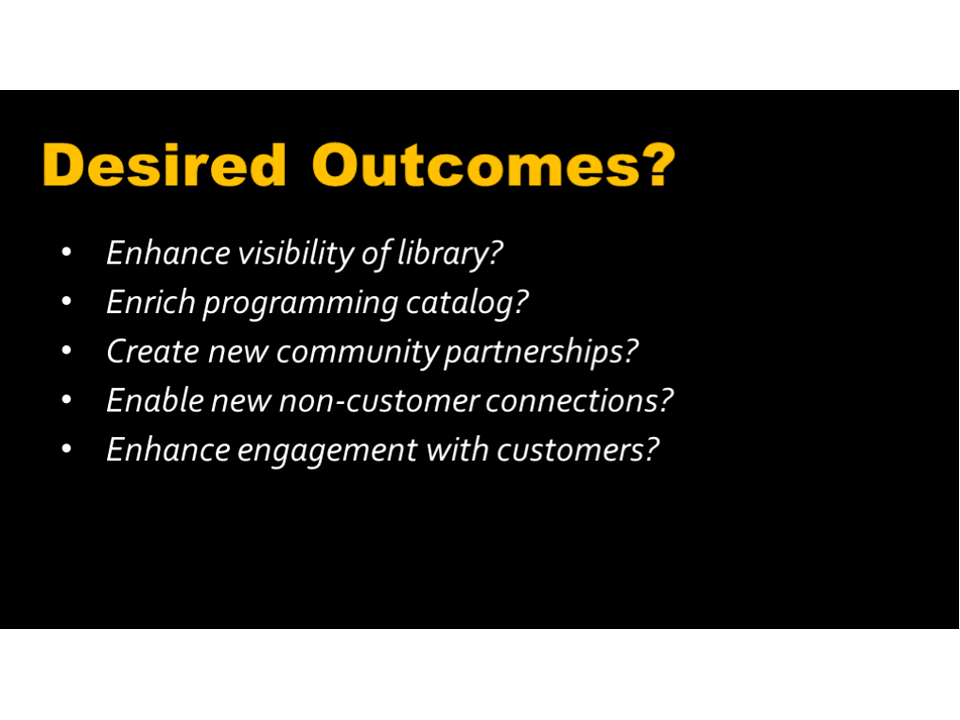 Desired Outcomes?
• Enhance visibility of library?
• Enrich programming catalog?
• Create new community partnerships?
• Enable new non-customer connections?
• Enhance engagement with customers?